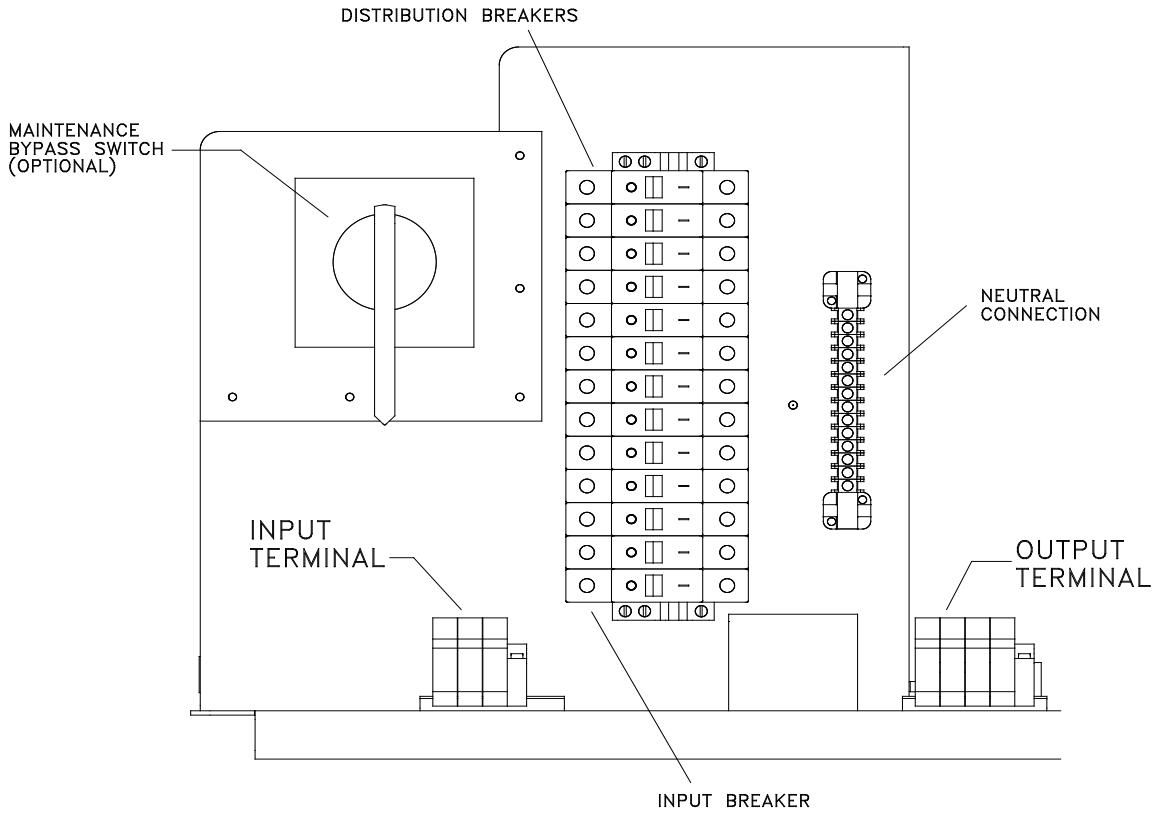 DISTRIBUTION BREAKERS
MAINTENANCE
BYPASS SWITCH
(OPTIONAL)
NEUTRAL
CONNECTION
INPUT
TERMINAL
OUTPUT
TERMINAL
INPUT BREAKER